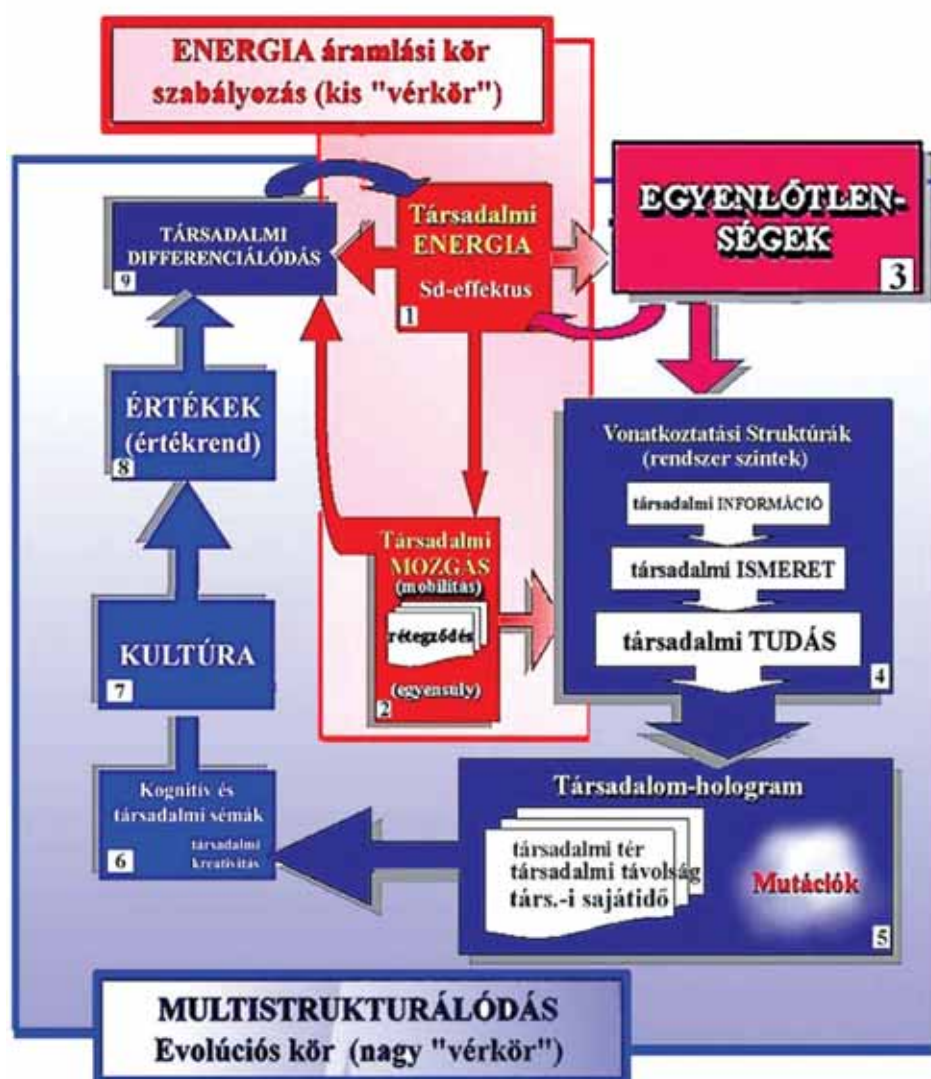 ENERGIA áramlási kör
szabályozás (kis "vérkör")
Társadalmi
ENERGIA
Sd-effektus
1
Társadalmi
MOZGÁS
(mobilitás)
rétegződés
(egyensuly)
2
EGYENLŐTLEN-
SÉGEK
3
Vonatkoztatási Struktúrák
(rendszer szintek)
társadalmi INFORMÁCIÓ
társadalmi ISMERET
társadalmi TUDÁS
4
Társadalom-hologram
társadalmi tér
társadalmi távolság
társ.-i sajátidő
Mutációk
5
Kognitív és
társadalmi sémák
társadalmi
kreativitás
6
KULTÚRA
7
ÉRTÉKEK
(értékrend)
8
TÁRSADALMI
DIFFERENCIÁLÓDÁS
9
MULTISTRUKTURÁLÓDÁS
Evolúciós kör (nagy "vérkör")